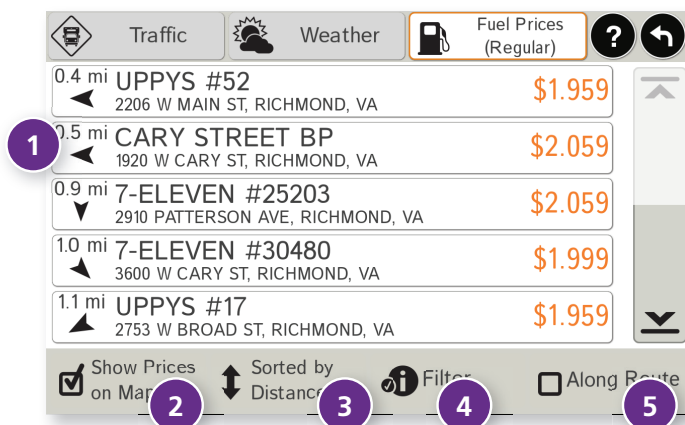 Traffic
Weather
Fuel Prices
(Regular)
?
0.4 mi UPPYS #52
2206 W MAIN ST, RICHMOND, VA
$1.959
1
0.5 mi CARY STREET BP
1920 W CARY ST, RICHMOND, VA
$2.059
0.9 mi 7-ELEVEN #25203
2910 PATTERSON AVE, RICHMOND, VA
$2.059
1.0 mi 7-ELEVEN #30480
3600 W CARY ST, RICHMOND, VA
$1.999
1.1 mi UPPYS #17
2753 W BROAD ST, RICHMOND, VA
$1.959
Show Prices
on Map
Sorted by
Distance
Filter
Along Route
2
3
4
5